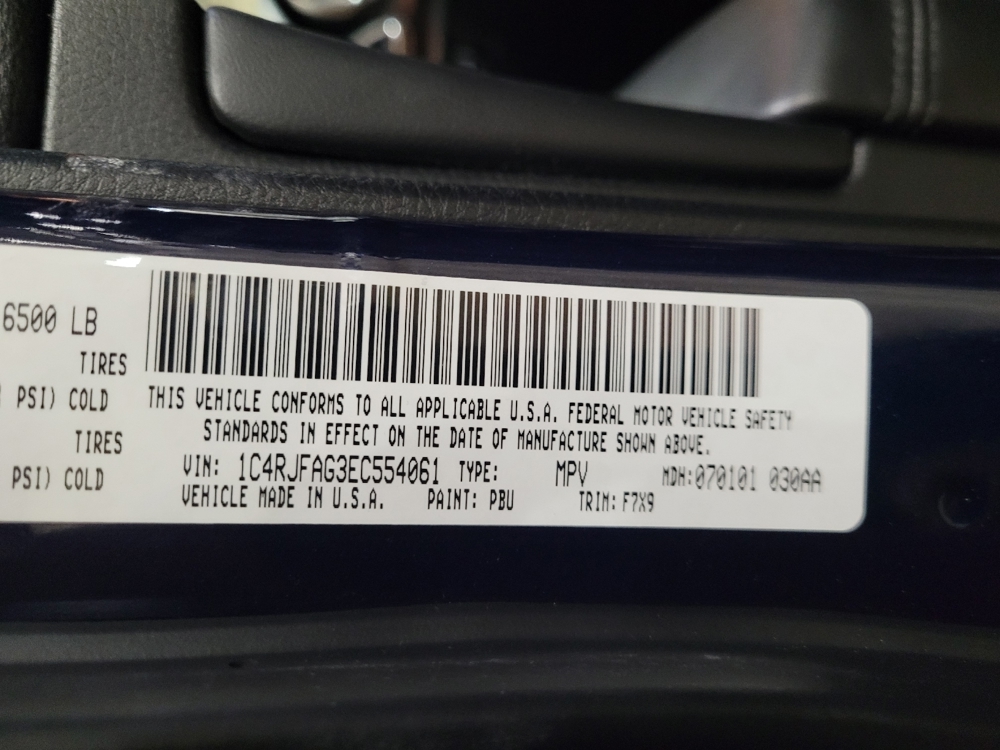 6500 LB
TIRES
PSI) COLD
TIRES
PSI) COLD
THIS VEHICLE CONFORMS TO ALL APPLICABLE U.S.A. FEDERAL MOTOR VEHICLE SAFETY
STANDARDS IN EFFECT ON THE DATE OF MANUFACTURE SHOWN ABOVE.
VIN: 1C4RJFAG3EC554061 TYPE: MPV MDH:070101 030AA
VEHICLE MADE IN U.S.A. PAINT: PBU TRIM: F7X9